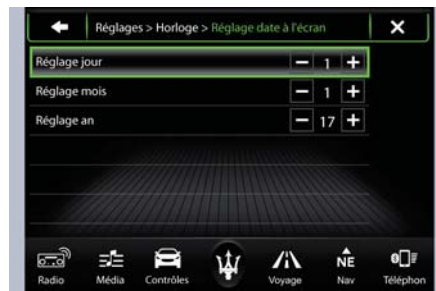 Réglages > Horloge > Réglage date à l'écran
Réglage jour − 1 +
Réglage mois − 1 +
Réglage an − 17 +
Radio Média Contrôles Voyage NE Nav Téléphon